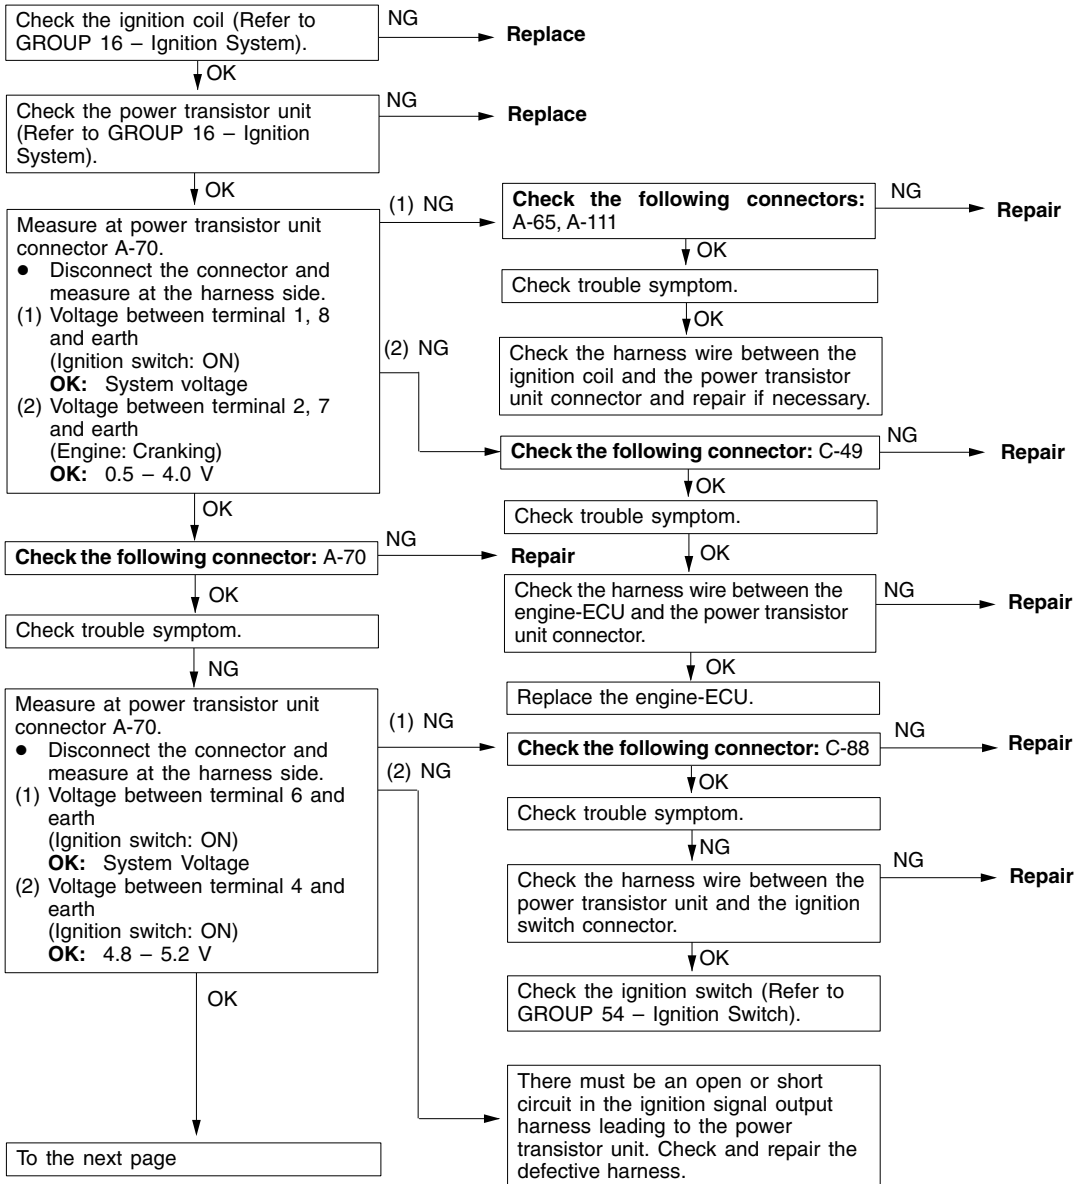 Check the ignition coil (Refer to
GROUP 16 – Ignition System).
NG
Replace
OK
Check the power transistor unit
(Refer to GROUP 16 – Ignition
System).
NG
Replace
OK
Measure at power transistor unit
connector A-70.
● Disconnect the connector and
measure at the harness side.
(1) Voltage between terminal 1, 8
and earth
(Ignition switch: ON)
OK: System voltage
(2) Voltage between terminal 2, 7
and earth
(Engine: Cranking)
OK: 0.5 – 4.0 V
(1) NG
Check the following connectors:
A-65, A-111
NG
Repair
OK
Check trouble symptom.
OK
Check the harness wire between the
ignition coil and the power transistor
unit connector and repair if necessary.
(2) NG
Check the following connector: C-49
NG
Repair
OK
Check trouble symptom.
OK
Check the harness wire between the
engine-ECU and the power transistor
unit connector.
NG
Repair
OK
Replace the engine-ECU.
OK
Check the following connector: A-70
NG
Repair
OK
Check trouble symptom.
NG
Measure at power transistor unit
connector A-70.
● Disconnect the connector and
measure at the harness side.
(1) Voltage between terminal 6 and
earth
(Ignition switch: ON)
OK: System Voltage
(2) Voltage between terminal 4 and
earth
(Ignition switch: ON)
OK: 4.8 – 5.2 V
(1) NG
Check the following connector: C-88
NG
Repair
OK
Check trouble symptom.
NG
Check the harness wire between the
power transistor unit and the ignition
switch connector.
NG
Repair
OK
Check the ignition switch (Refer to
GROUP 54 – Ignition Switch).
(2) NG
There must be an open or short
circuit in the ignition signal output
harness leading to the power
transistor unit. Check and repair the
defective harness.
OK
To the next page